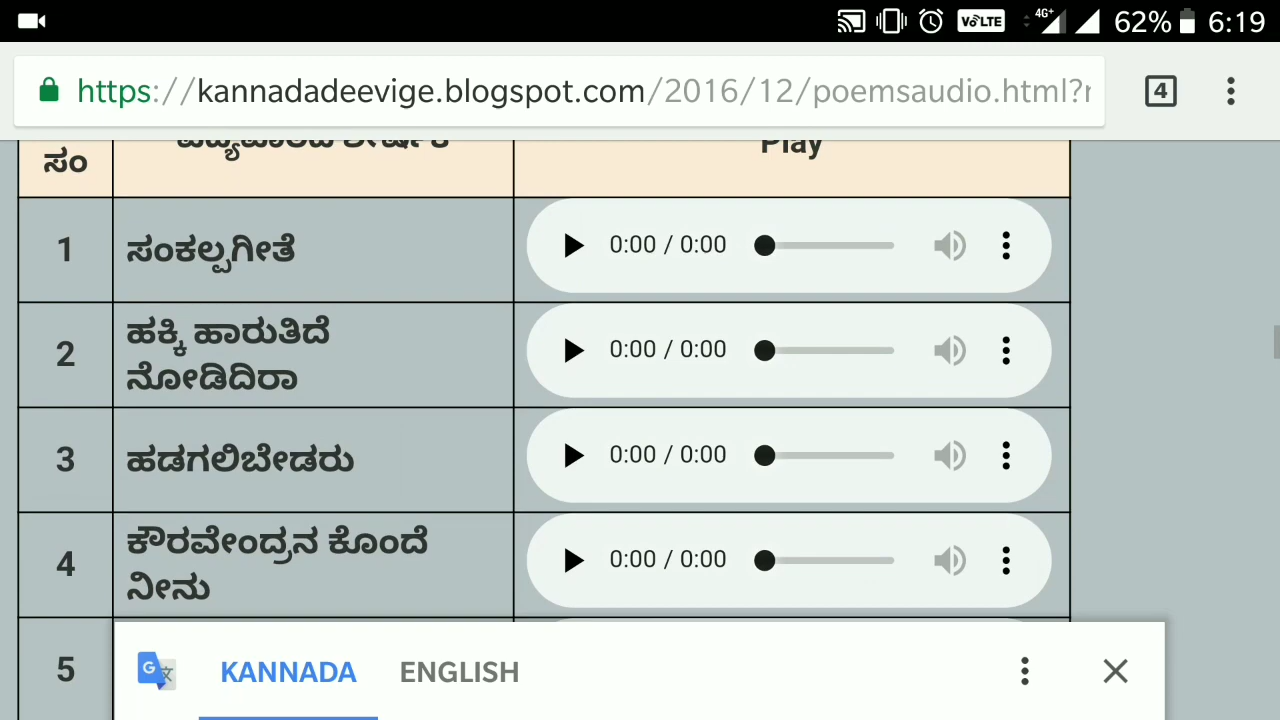 4G+ VoLTE 62% 6:19
https://kannadadeevige.blogspot.com/2016/12/poemsaudio.html?r
4
ಸಂ
Play
1 ಸಂಕಲ್ಪಗೀತೆ 0:00 / 0:00
2 ಹಕ್ಕಿ ಹಾರುತಿದೆ
ನೋಡಿದಿರಾ 0:00 / 0:00
3 ಹಡಗಲಿಬೇಡರು 0:00 / 0:00
4 ಕೌರವೇಂದ್ರನ ಕೊಂದೆ
ನೀನು 0:00 / 0:00
5
KANNADA ENGLISH